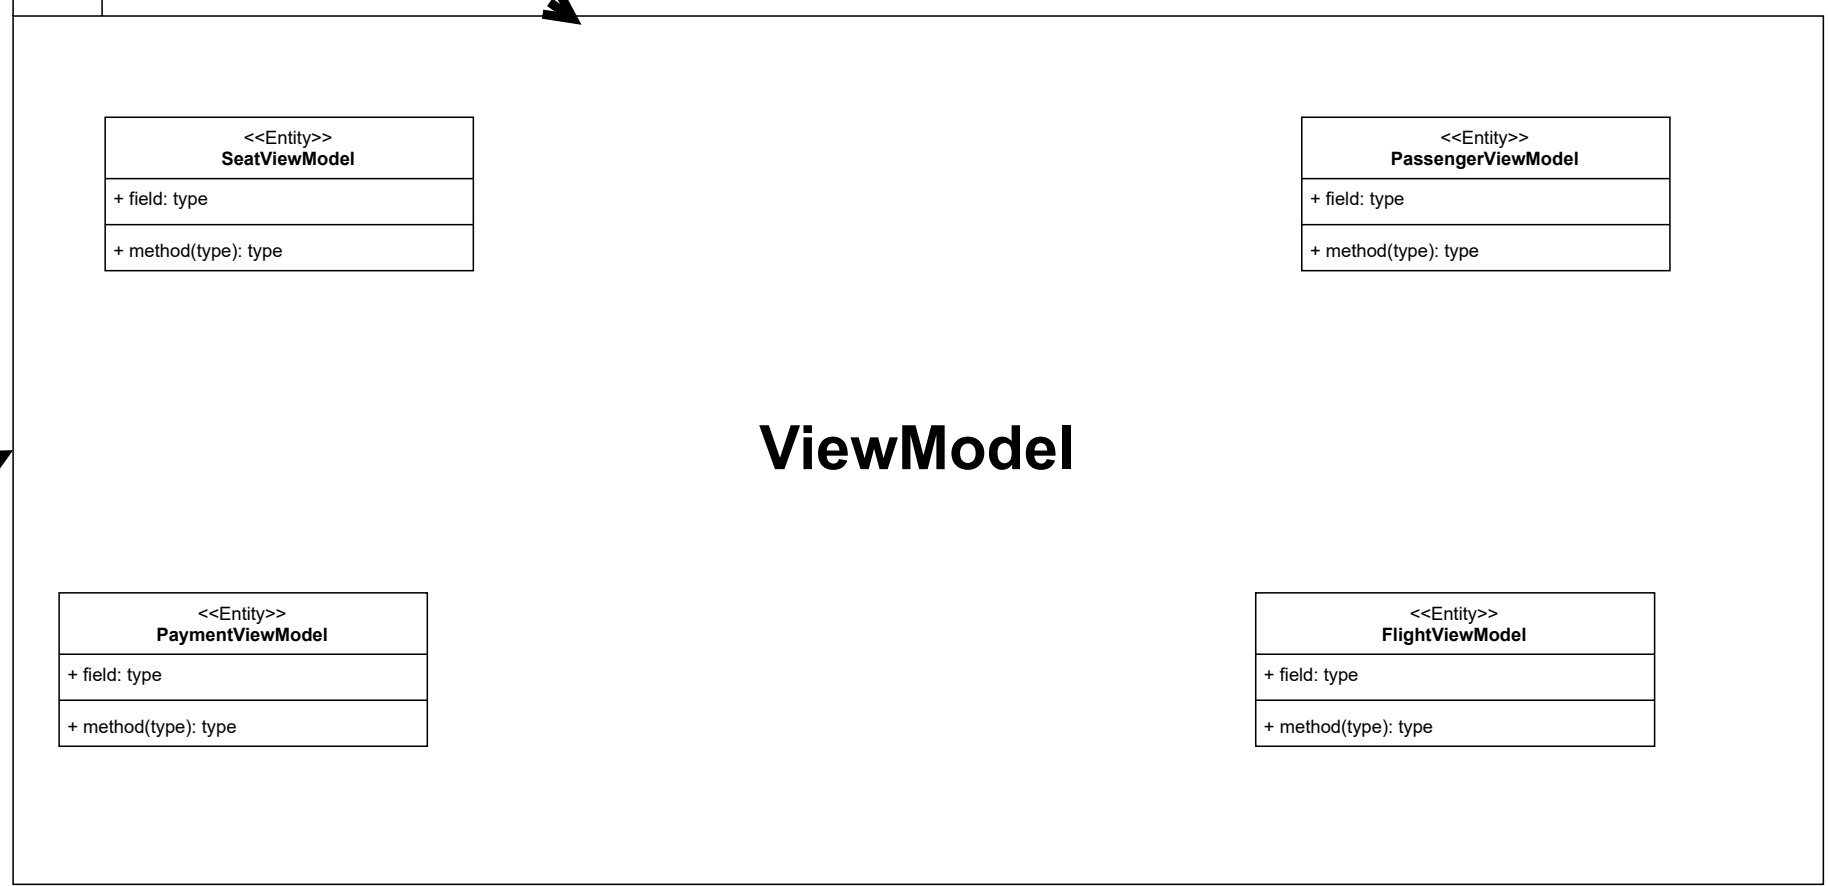 <<Entity>>
SeatViewModel
+ field: type
+ method(type): type
<<Entity>>
PassengerViewModel
+ field: type
+ method(type): type
ViewModel
<<Entity>>
PaymentViewModel
+ field: type
+ method(type): type
<<Entity>>
FlightViewModel
+ field: type
+ method(type): type